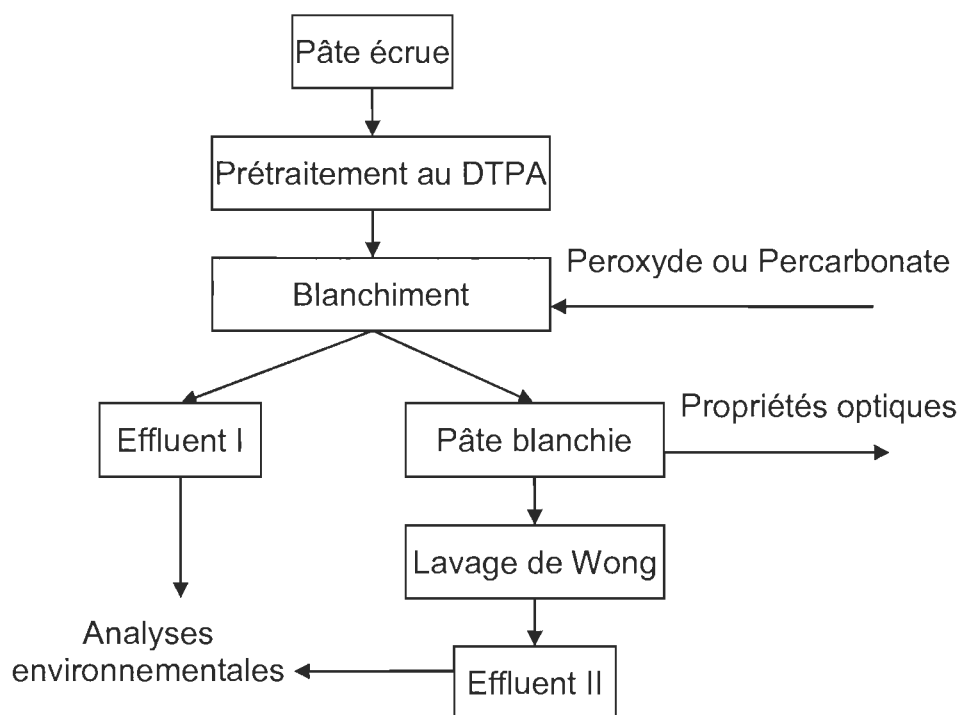 Pâte écrue
Prétraitement au DTPA
Peroxyde ou Percarbonate
Blanchiment
Propriétés optiques
Effluent I
Pâte blanchie
Lavage de Wong
Analyses
environnementales
Effluent II